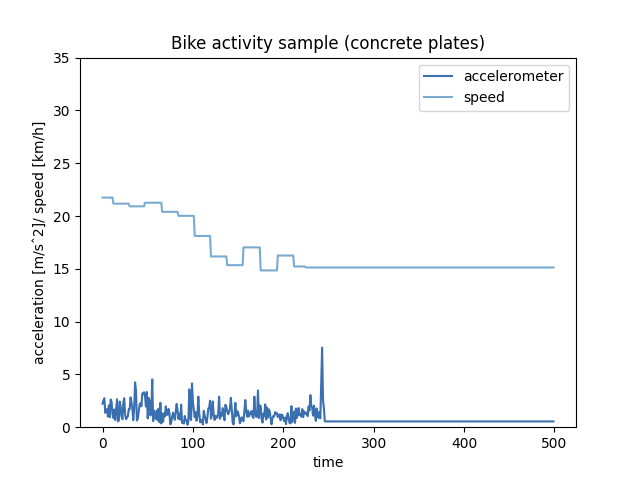 Bike activity sample (concrete plates)
accelerometer
speed
acceleration [m/s^2]/ speed [km/h]
35
30
25
20
15
10
5
0
0 100 200 300 400 500
time